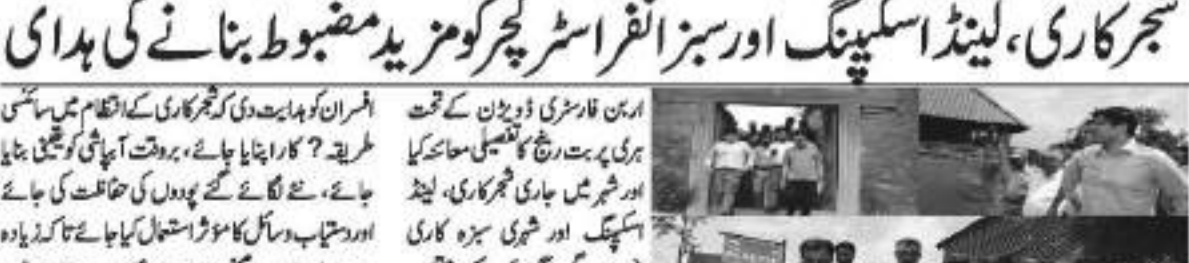 شجرکاری، لینڈ اسکیپنگ اور سبز انفراسٹرکچر کو مزید مضبوط بنانے کی ہدای
اربن فارسٹری ڈویژن کے تحت
ہری پربت رینج کا تفصیلی معائنہ کیا
اور شہر میں جاری شجرکاری، لینڈ
اسکیپنگ اور شہری سبزہ کاری
افسران کو ہدایت دی کہ شجرکاری کے انتظام میں سائنسی
طریقہ ? کار اپنایا جائے، بروقت آبپاشی کو یقینی بنایا
جائے، نئے لگائے گئے پودوں کی حفاظت کی جائے
اور دستیاب وسائل کا مؤثر استعمال کیا جائے تاکہ زیادہ